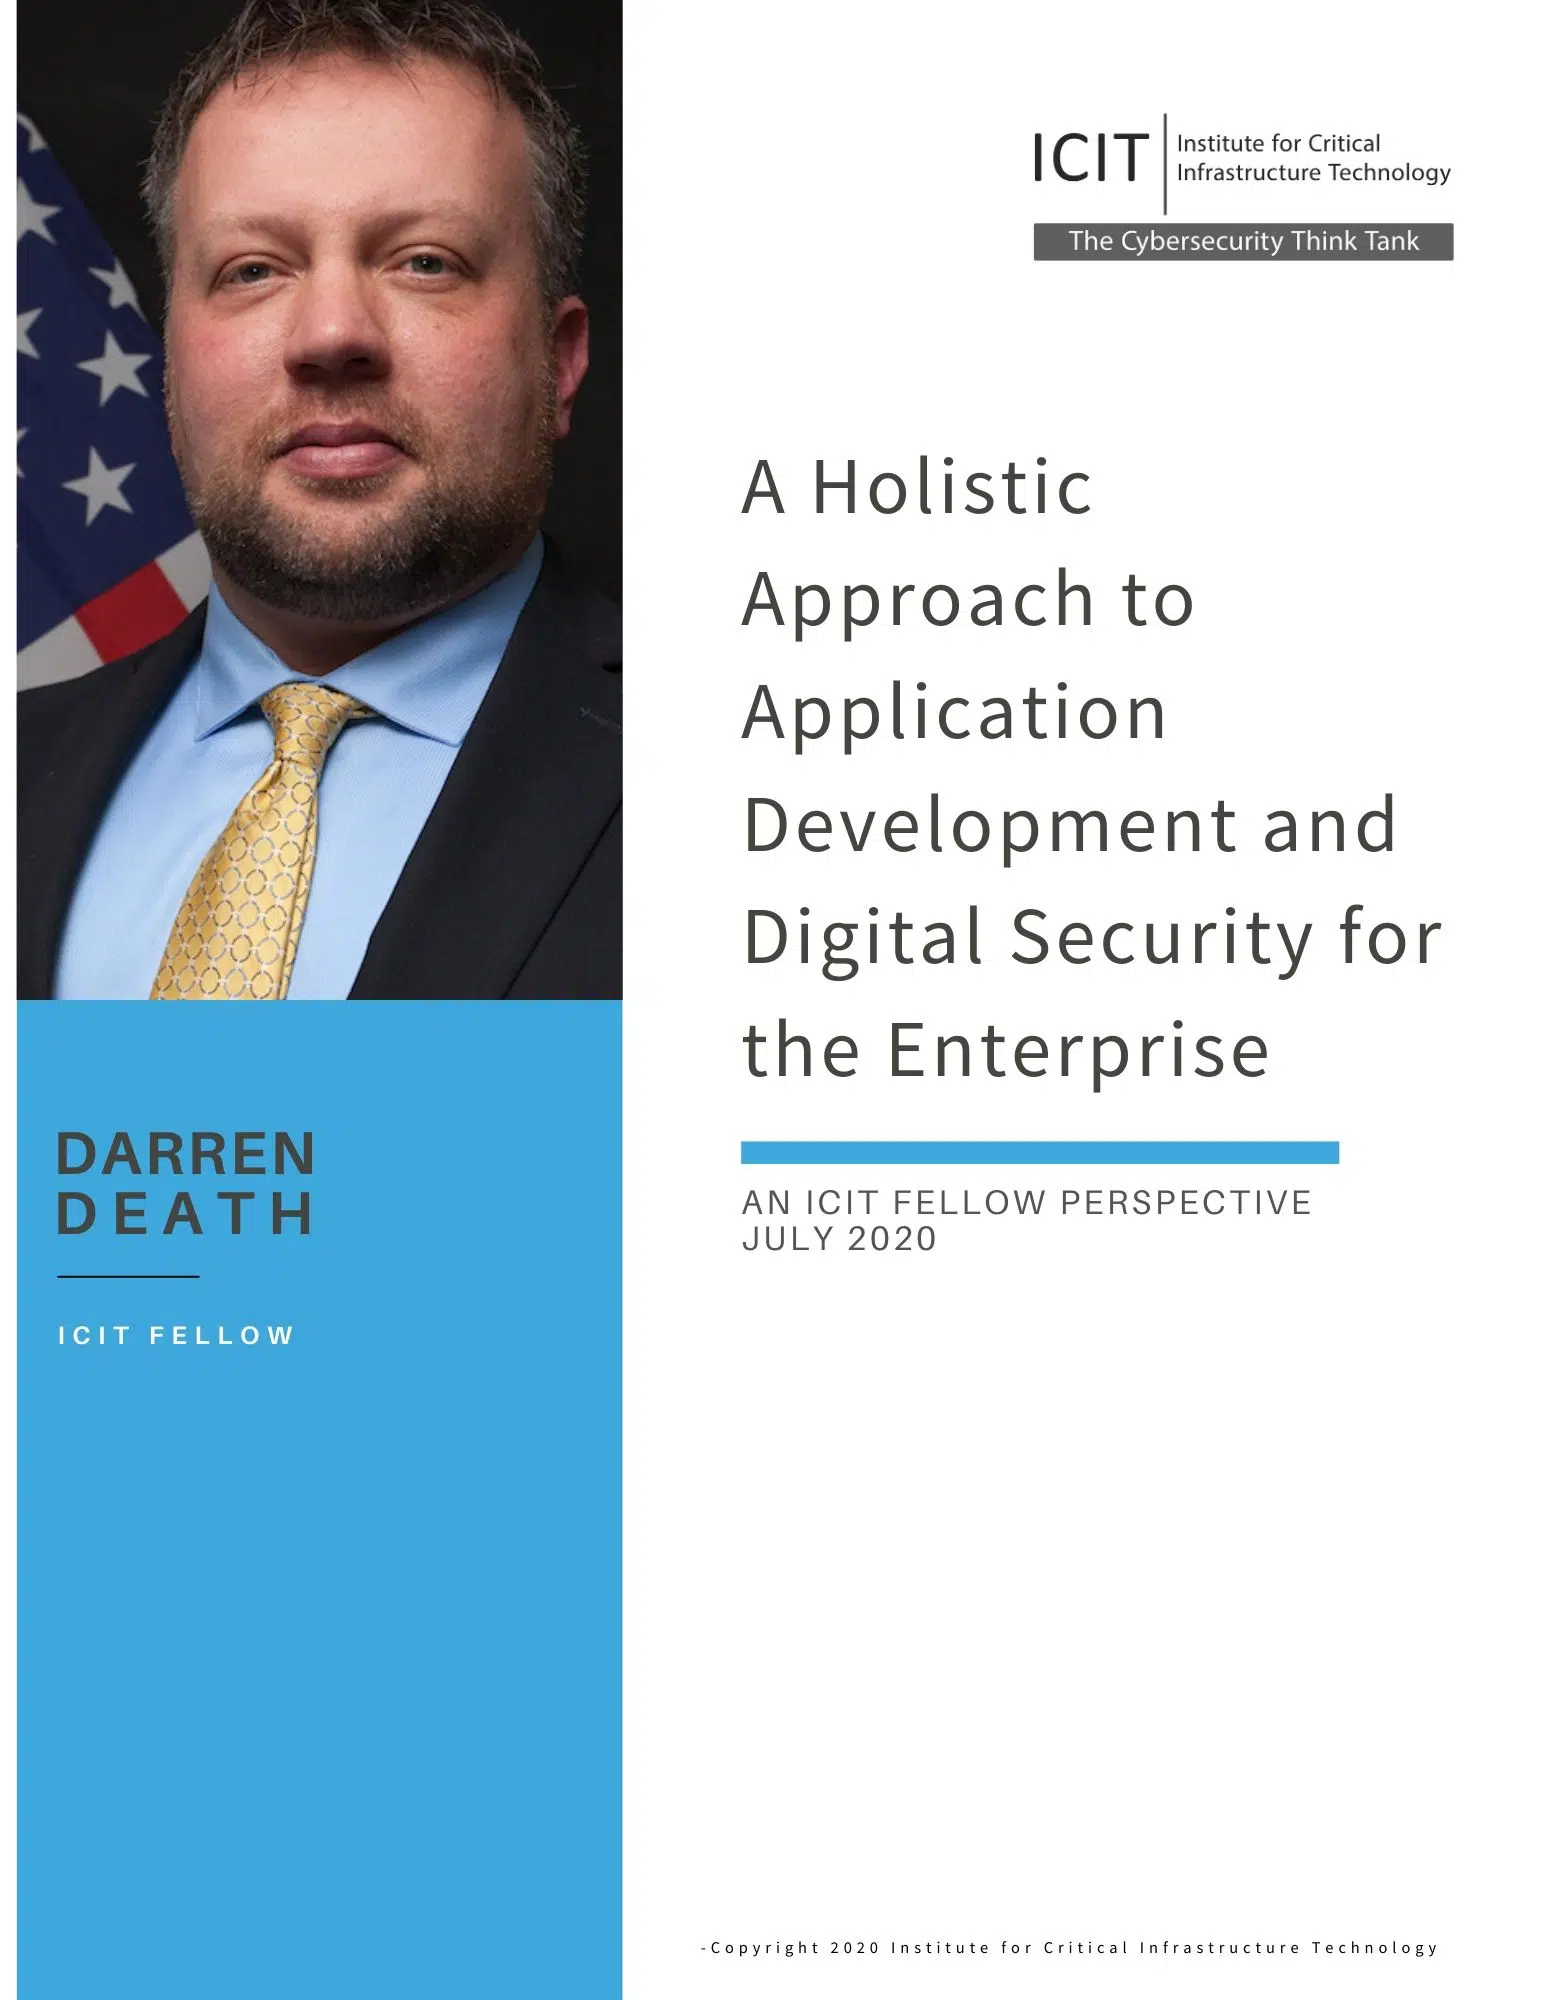 ICIT
Institute for Critical
Infrastructure Technology
The Cybersecurity Think Tank
A Holistic
Approach to
Application
Development and
Digital Security for
the Enterprise
AN ICIT FELLOW PERSPECTIVE
JULY 2020
DARREN
DEATH
ICIT FELLOW
-Copyright 2020 Institute for Critical Infrastructure Technology